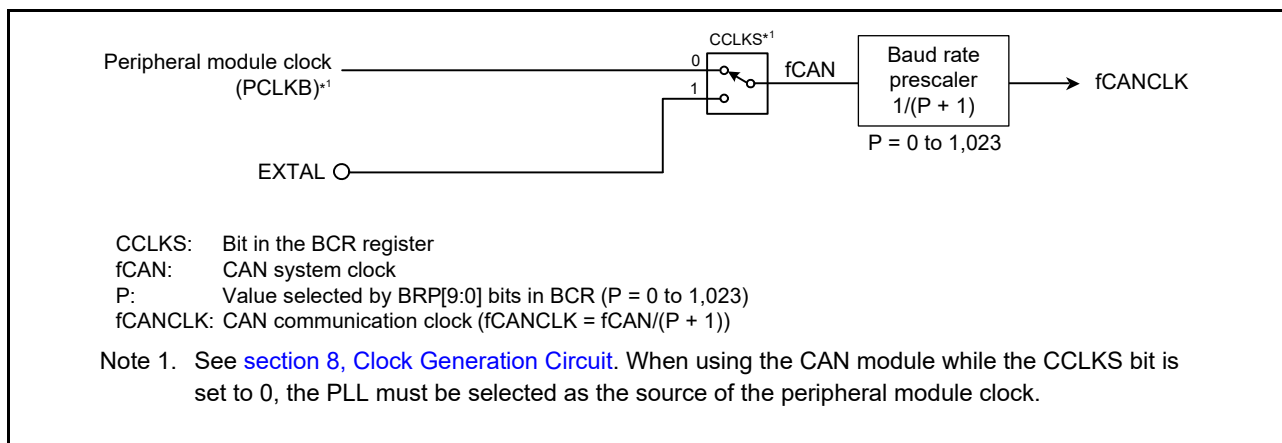 Peripheral module clock
(PCLKB)*1
CCLKS*1
0
1
fCAN
Baud rate
prescaler
1/(P + 1)
P = 0 to 1,023
fCANCLK
EXTAL
CCLKS: Bit in the BCR register
fCAN: CAN system clock
P: Value selected by BRP[9:0] bits in BCR (P = 0 to 1,023)
fCANCLK: CAN communication clock (fCANCLK = fCAN/(P + 1))
Note 1. See section 8, Clock Generation Circuit. When using the CAN module while the CCLKS bit is
set to 0, the PLL must be selected as the source of the peripheral module clock.